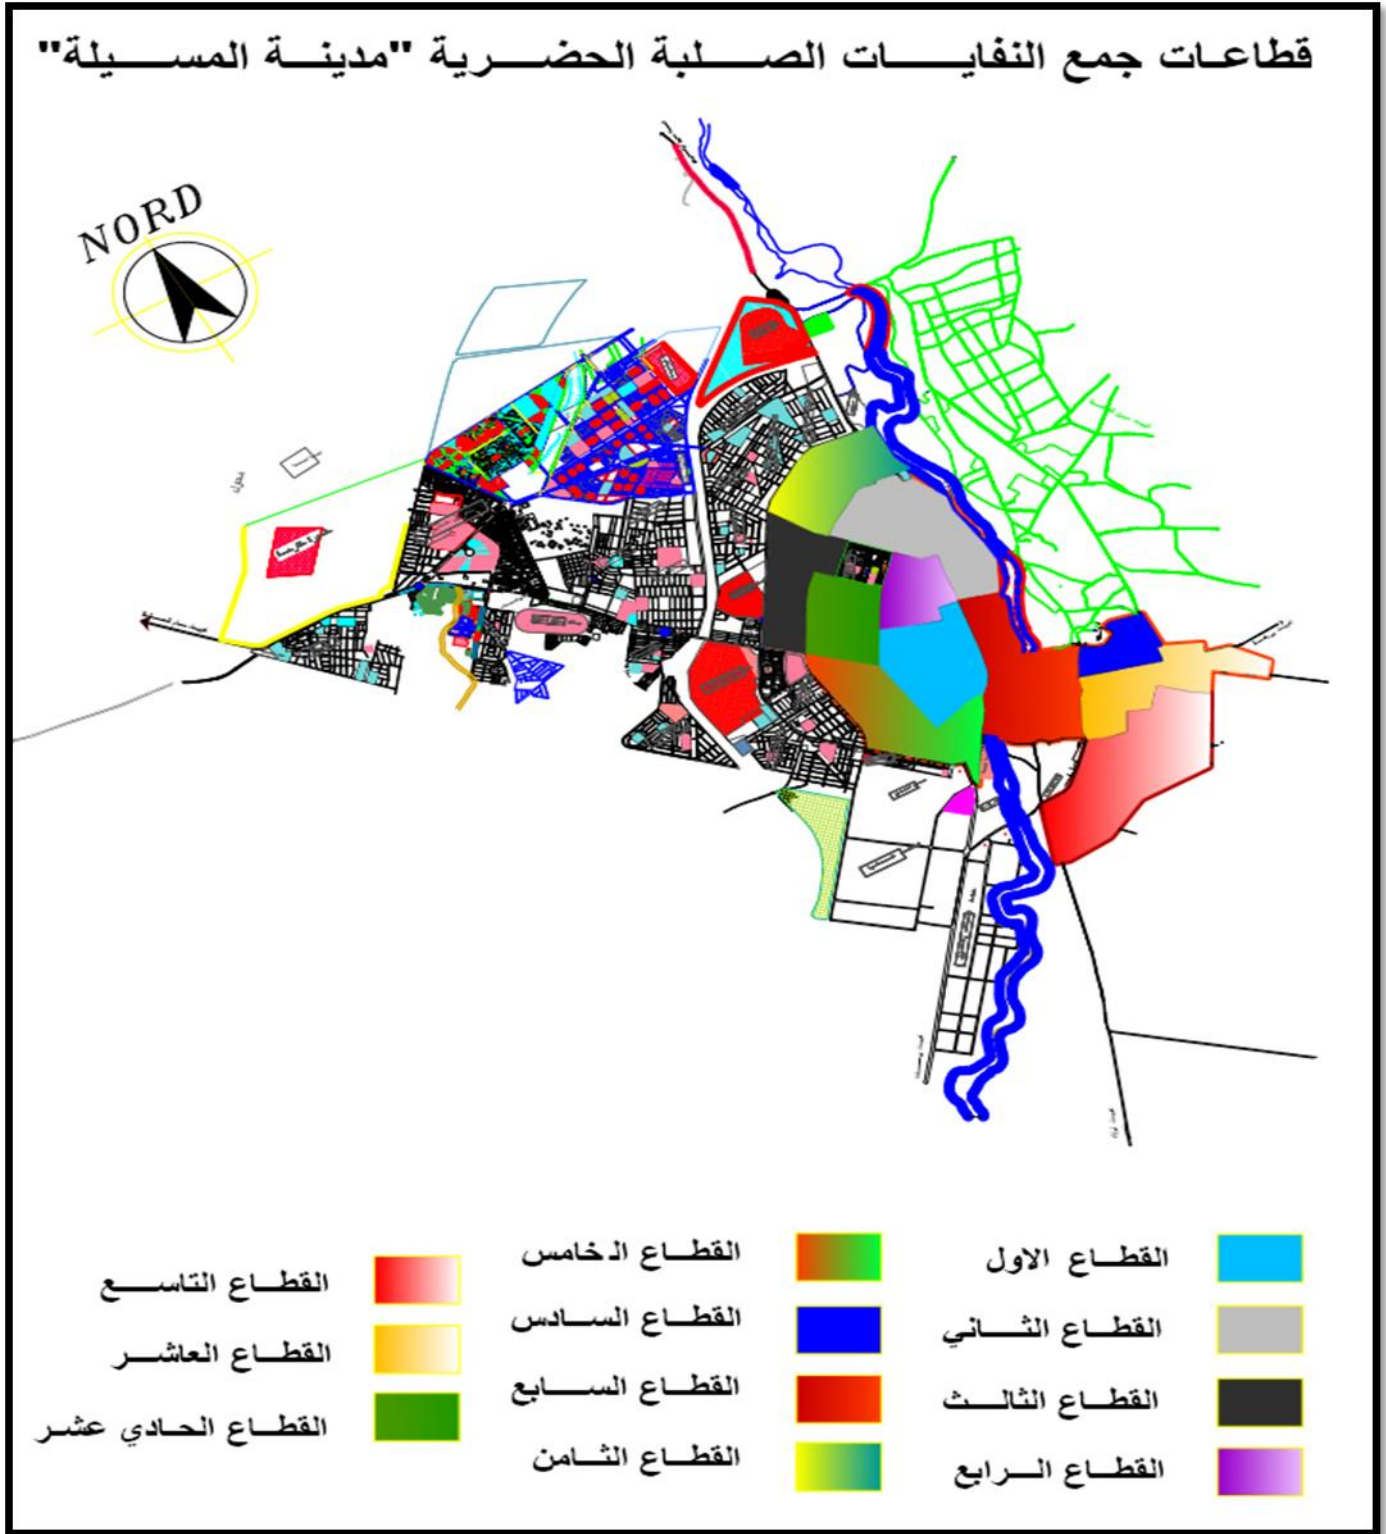 قطاعات جمع النفايات الصلبة الحضرية "مدينة المسيلة"
NORD
القطاع الاول
القطاع الثاني
القطاع الثالث
القطاع الرابع
القطاع الخامس
القطاع السادس
القطاع السابع
القطاع الثامن
القطاع التاسع
القطاع العاشر
القطاع الحادي عشر